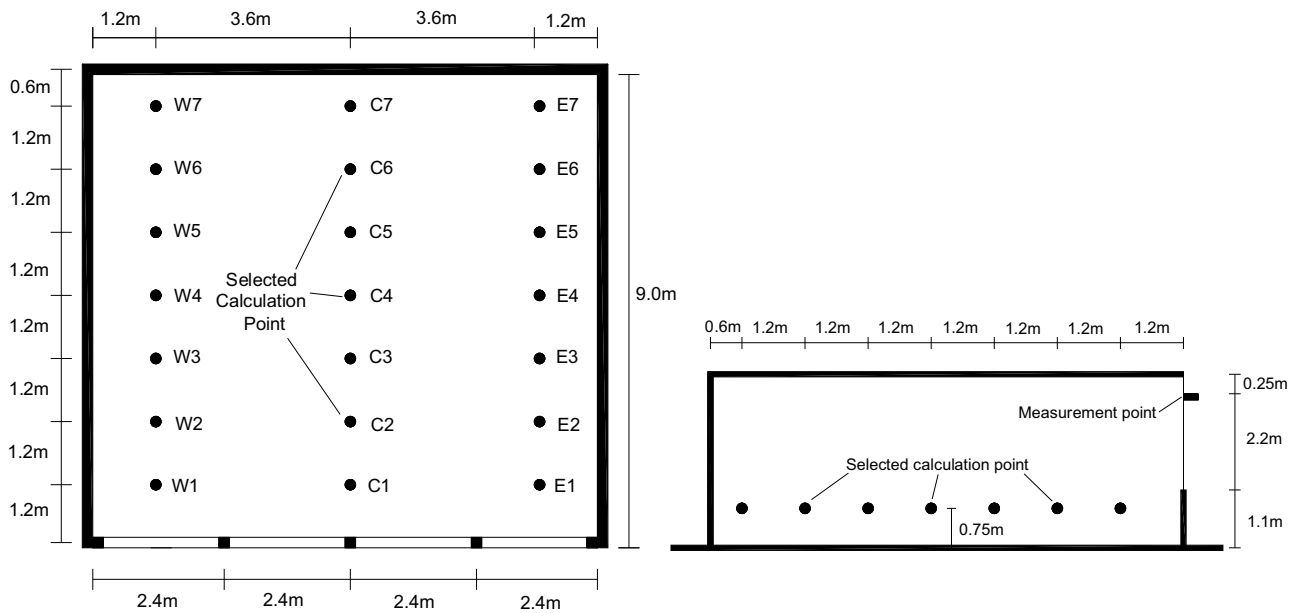 1.2m 3.6m 3.6m 1.2m
0.6m
W7 C7 E7
1.2m
W6 C6 E6
1.2m
W5 C5 E5
1.2m
Selected
Calculation
Point
W4 C4 E4
9.0m
1.2m
W3 C3 E3
1.2m
W2 C2 E2
1.2m
W1 C1 E1
1.2m
2.4m 2.4m 2.4m 2.4m
0.6m 1.2m 1.2m 1.2m 1.2m 1.2m 1.2m 1.2m
0.25m
Measurement point
2.2m
Selected calculation point
0.75m
1.1m